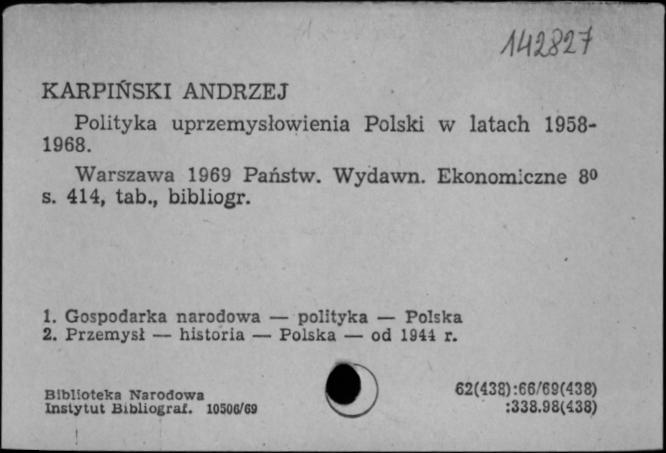 142827
KARPIŃSKI ANDRZEJ
Polityka uprzemysłowienia Polski w latach 1958-
1968.
Warszawa 1969 Państw. Wydawn. Ekonomiczne 8⁰
s. 414, tab., bibliogr.
1. Gospodarka narodowa — polityka — Polska
2. Przemysł — historia — Polska — od 1944 r.
Biblioteka Narodowa
Instytut Bibliograf. 10506/69
62(438):66/69(438)
:338.98(438)